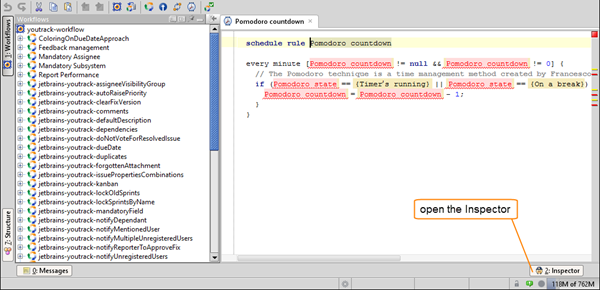 Workflows
1: Workflows
youtrack-workflow
ColoringOnDueDateApproach
Feedback management
Mandatory Assignee
Mandatory Subsystem
Report Performance
jetbrains-youtrack-assigneeVisibilityGroup
jetbrains-youtrack-autoRaisePriority
jetbrains-youtrack-clearFixVersion
jetbrains-youtrack-comments
jetbrains-youtrack-defaultDescription
jetbrains-youtrack-dependencies
jetbrains-youtrack-doNotVoteForResolvedIssue
jetbrains-youtrack-dueDate
jetbrains-youtrack-duplicates
jetbrains-youtrack-forgottenAttachment
jetbrains-youtrack-issuePropertiesCombinations
jetbrains-youtrack-kanban
jetbrains-youtrack-lockOldSprints
jetbrains-youtrack-lockSprintsByName
jetbrains-youtrack-mandatoryField
jetbrains-youtrack-notifyDependant
jetbrains-youtrack-notifyMentionedUser
jetbrains-youtrack-notifyMultipleUnregisteredUsers
jetbrains-youtrack-notifyReporterToApproveFix
jetbrains-youtrack-notifyUnregisteredUsers
7: Structure
Pomodoro countdown
schedule rule Pomodoro countdown
every minute [Pomodoro countdown != null && Pomodoro countdown != 0] {
// The Pomodoro technique is a time management method created by Francesco
if (Pomodoro state == {Timer's running} || Pomodoro state == {On a break})
Pomodoro countdown = Pomodoro countdown - 1;
}
}
open the Inspector
0: Messages
2: Inspector
118M of 762M